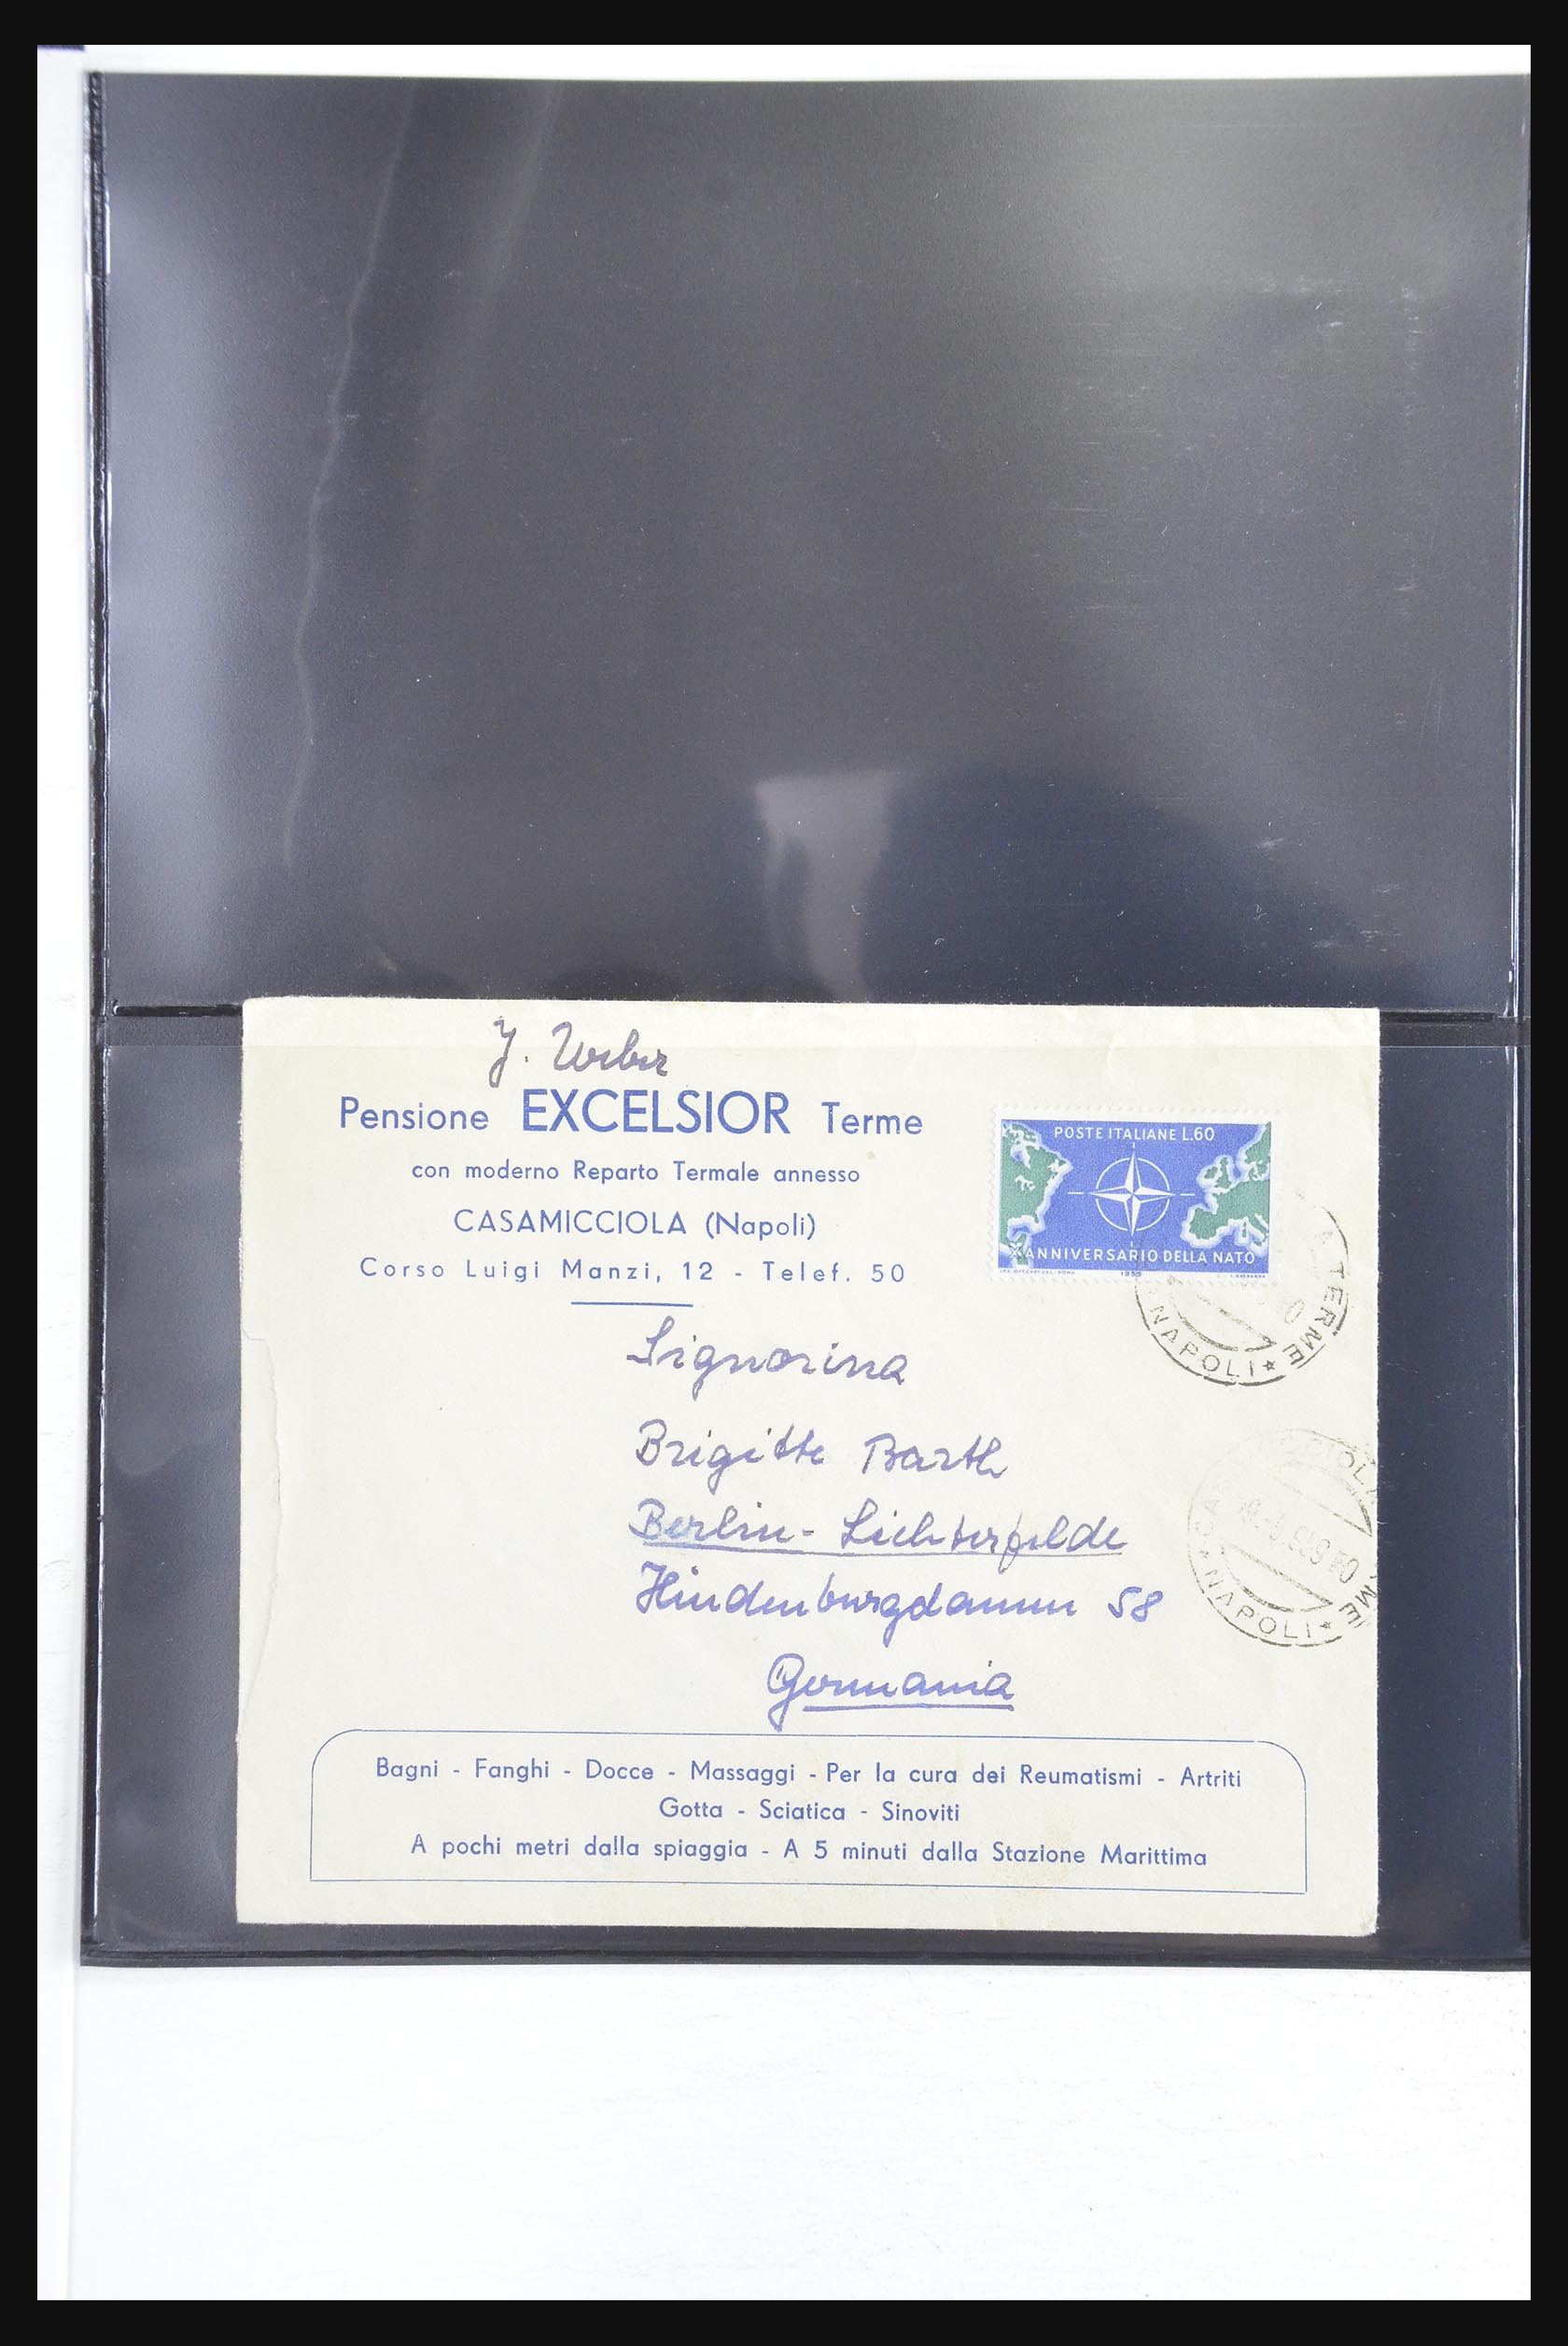 J. Weber
Pensione EXCELSIOR Terme
con moderno Reparto Termale annesso
CASAMICCIOLA (Napoli)
Corso Luigi Manzi, 12 - Telef. 50
POSTE ITALIANE L.60
X ANNIVERSARIO DELLA NATO
1959
A TERME
★ NAPOLI ★
Signorina
Brigitte Barth
Berlin - Lichterfelde
Hindenburgdamm 58
Germania
NAPOLI ★
Bagni - Fanghi - Docce - Massaggi - Per la cura dei Reumatismi - Artriti
Gotta - Sciatica - Sinoviti
A pochi metri dalla spiaggia - A 5 minuti dalla Stazione Marittima